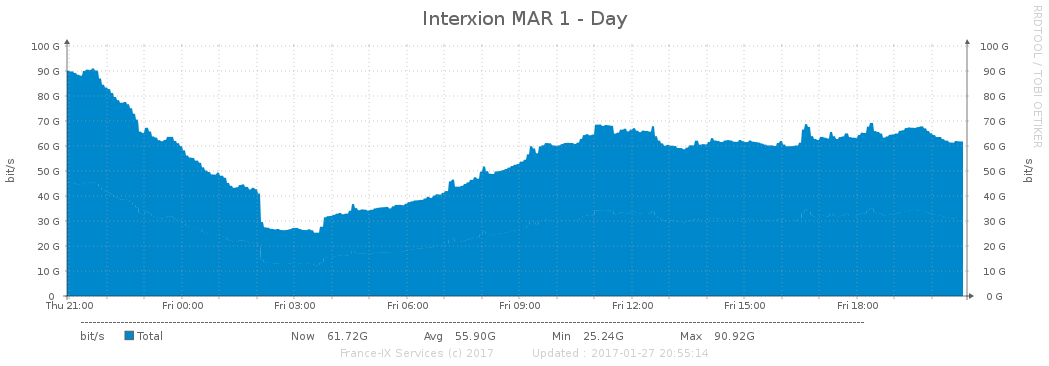 Interxion MAR 1 - Day
RRDTOOL / TOBI OETIKER
100 G 100 G
90 G 90 G
80 G 80 G
70 G 70 G
60 G 60 G
50 G 50 G
40 G 40 G
30 G 30 G
20 G 20 G
10 G 10 G
0 0 G
bit/s
bit/s
Thu 21:00 Fri 00:00 Fri 03:00 Fri 06:00 Fri 09:00 Fri 12:00 Fri 15:00 Fri 18:00
bit/s Total Now 61.72G Avg 55.90G Min 25.24G Max 90.92G
France-IX Services (c) 2017 Updated : 2017-01-27 20:55:14